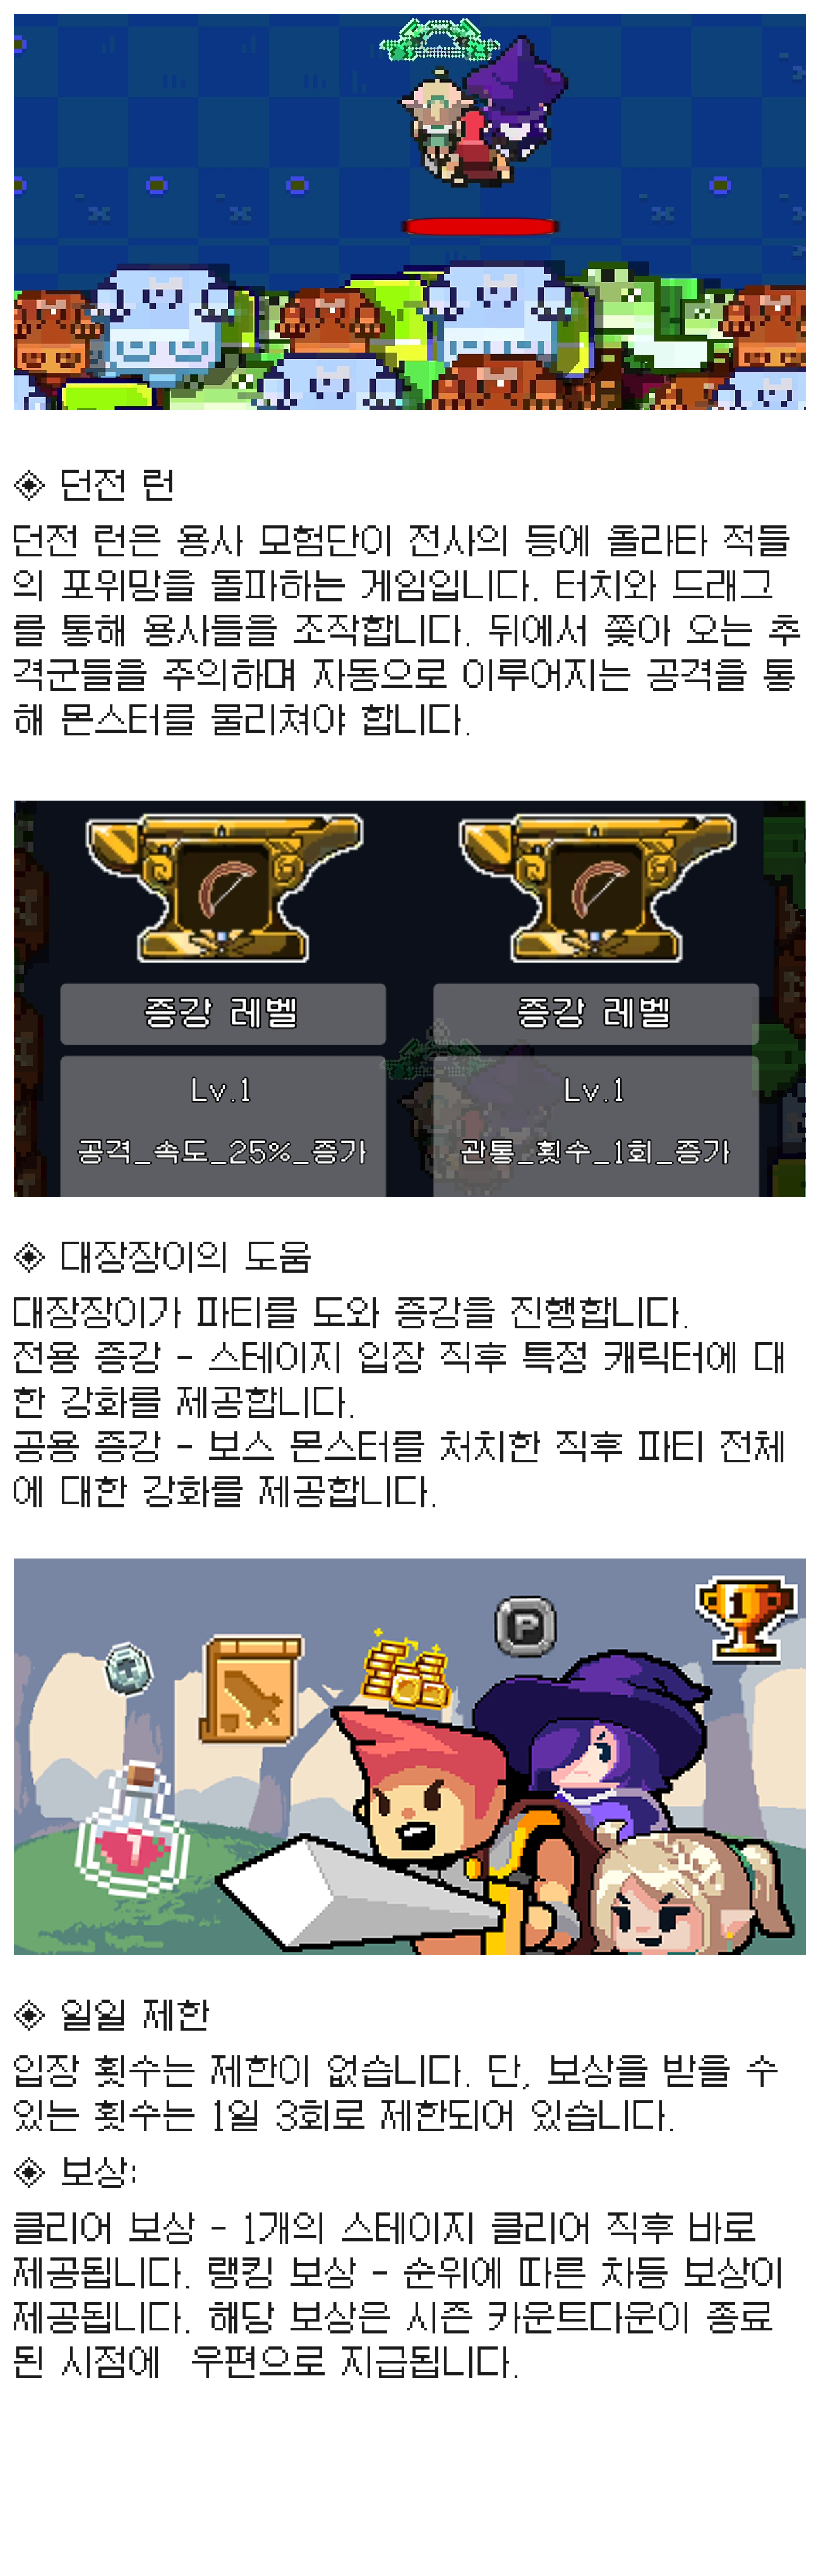 ◈ 던전 런
던전 런은 용사 모험단이 전사의 등에 올라타 적들
의 포위망을 돌파하는 게임입니다. 터치와 드래그
를 통해 용사들을 조작합니다. 뒤에서 쫓아 오는 추
격군들을 주의하며 자동으로 이루어지는 공격을 통
해 몬스터를 물리쳐야 합니다.
증강 레벨
증강 레벨
Lv.1
Lv.1
공격_속도_25%_증가
관통_횟수_1회_증가
◈ 대장장이의 도움
대장장이가 파티를 도와 증강을 진행합니다.
전용 증강 - 스테이지 입장 직후 특정 캐릭터에 대
한 강화를 제공합니다.
공용 증강 - 보스 몬스터를 처치한 직후 파티 전체
에 대한 강화를 제공합니다.
P
1
◈ 일일 제한
입장 횟수는 제한이 없습니다. 단, 보상을 받을 수
있는 횟수는 1일 3회로 제한되어 있습니다.
◈ 보상:
클리어 보상 - 1개의 스테이지 클리어 직후 바로
제공됩니다. 랭킹 보상 - 순위에 따른 차등 보상이
제공됩니다. 해당 보상은 시즌 카운트다운이 종료
된 시점에  우편으로 지급됩니다.